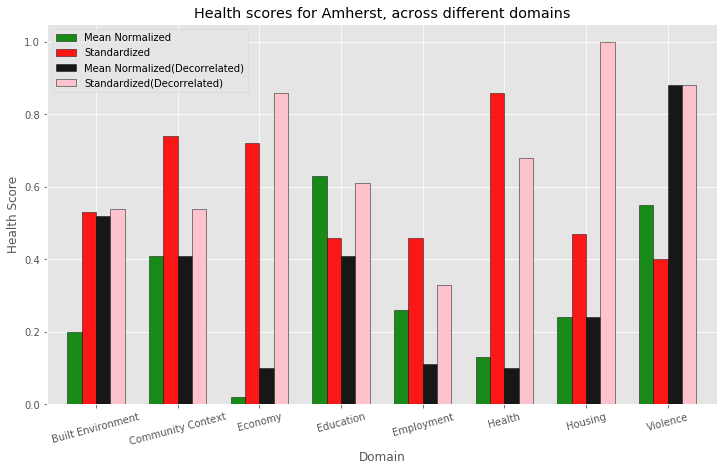 Health scores for Amherst, across different domains
Mean Normalized
Standardized
Mean Normalized(Decorrelated)
Standardized(Decorrelated)
Health Score
1.0
0.8
0.6
0.4
0.2
0.0
Built Environment
Community Context
Economy
Education
Employment
Health
Housing
Violence
Domain